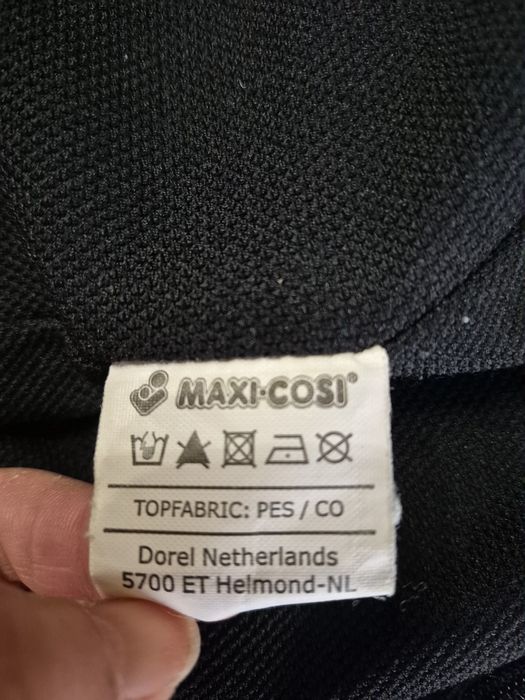 MAXI·COSI®
TOPFABRIC: PES / CO
Dorel Netherlands
5700 ET Helmond-NL